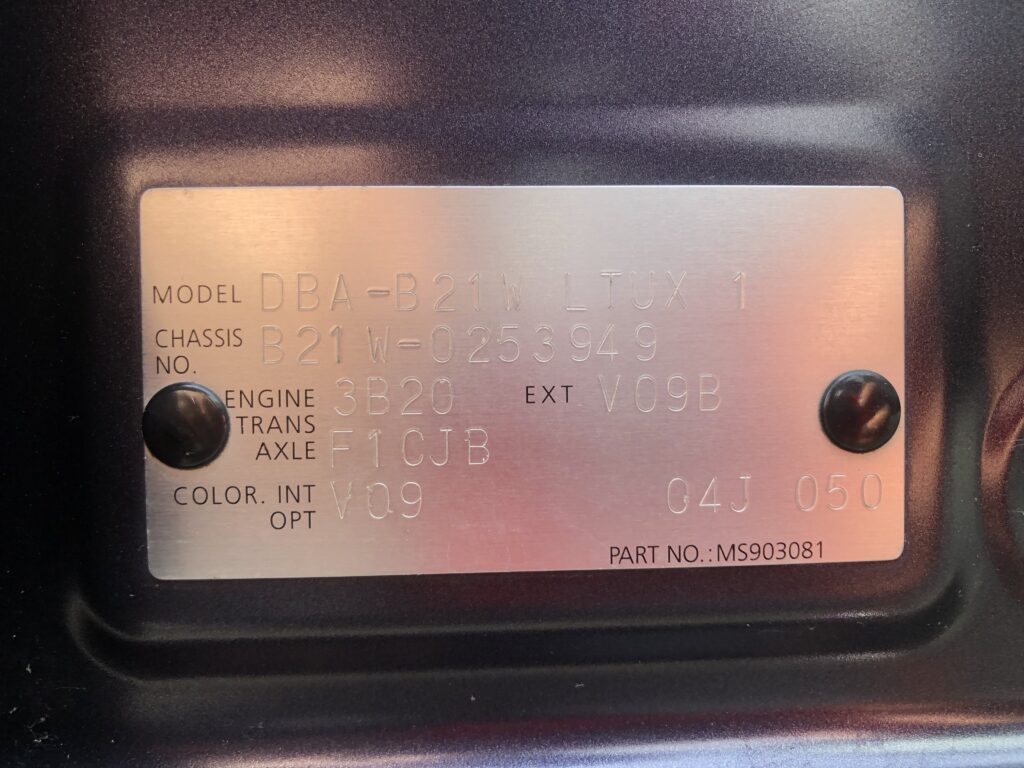 MODEL DBA-B21W LTUX 1
CHASSIS NO. B21W-0253949
ENGINE 3B20 EXT V09B
TRANS AXLE F1CJB
COLOR. INT OPT V09 04J 050
PART NO.: MS903081